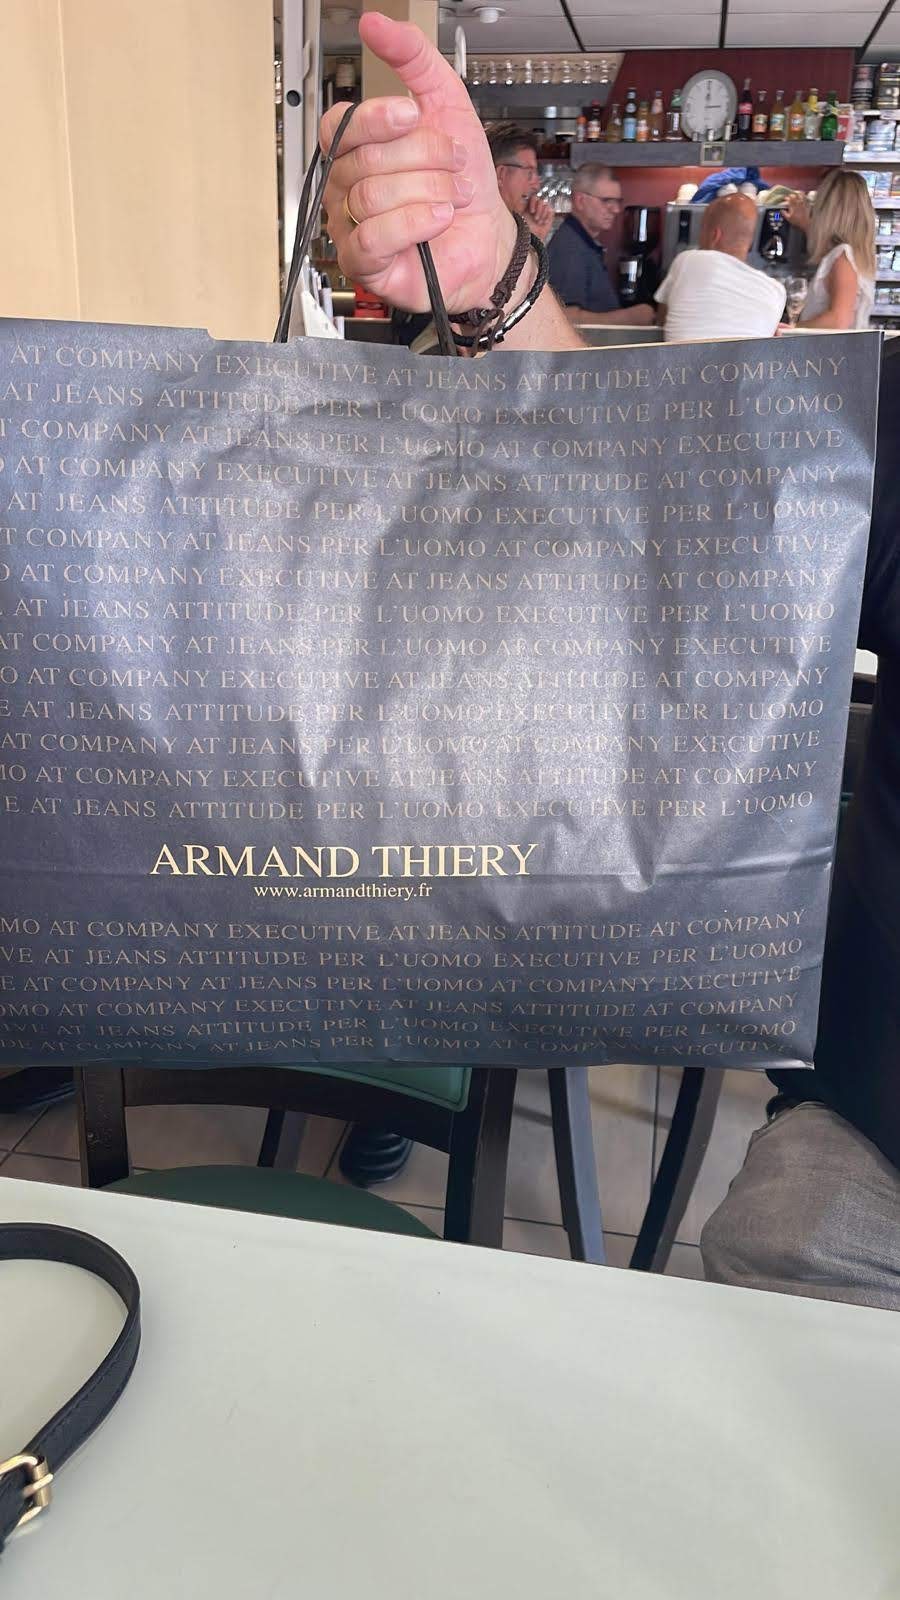 AT COMPANY EXECUTIVE AT JEANS ATTITUDE AT COMPANY
AT JEANS ATTITUDE PER L'UOMO EXECUTIVE PER L'UOMO
T COMPANY AT JEANS PER L'UOMO AT COMPANY EXECUTIVE
O AT COMPANY EXECUTIVE AT JEANS ATTITUDE AT COMPANY
AT JEANS ATTITUDE PER L'UOMO EXECUTIVE PER L'UOMO
T COMPANY AT JEANS PER L'UOMO AT COMPANY EXECUTIVE
O AT COMPANY EXECUTIVE AT JEANS ATTITUDE AT COMPANY
AT JEANS ATTITUDE PER L'UOMO EXECUTIVE PER L'UOMO
AT COMPANY AT JEANS PER L'UOMO AT COMPANY EXECUTIVE
O AT COMPANY EXECUTIVE AT JEANS ATTITUDE AT COMPANY
E AT JEANS ATTITUDE PER L'UOMO EXECUTIVE PER L'UOMO
AT COMPANY AT JEANS PER L'UOMO AT COMPANY EXECUTIVE
MO AT COMPANY EXECUTIVE AT JEANS ATTITUDE AT COMPANY
E AT JEANS ATTITUDE PER L'UOMO EXECUTIVE PER L'UOMO
ARMAND THIERY
www.armandthiery.fr
MO AT COMPANY EXECUTIVE AT JEANS ATTITUDE AT COMPANY
VE AT JEANS ATTITUDE PER L'UOMO EXECUTIVE PER L'UOMO
E AT COMPANY AT JEANS PER L'UOMO AT COMPANY EXECUTIVE
OMO AT COMPANY EXECUTIVE AT JEANS ATTITUDE AT COMPANY
IVE AT JEANS ATTITUDE PER L'UOMO EXECUTIVE PER L'UOMO
DE AT COMPANY AT JEANS PER L'UOMO AT COMPANY EXECUTIVE